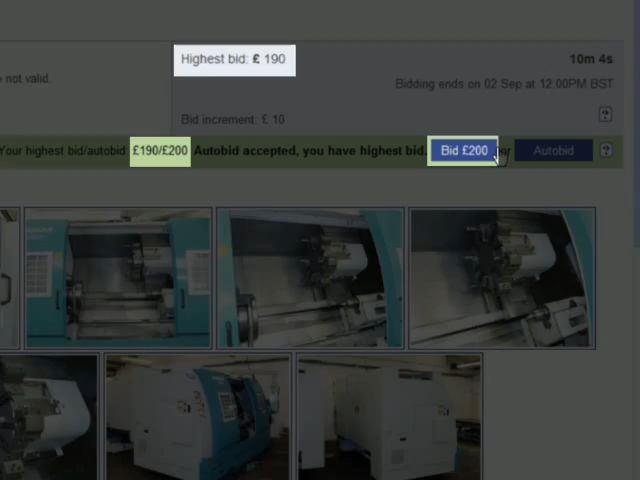 Highest bid: £ 190
10m 4s
e not valid.
Bidding ends on 02 Sep at 12:00PM BST
Bid increment: £ 10
Your highest bid/autobid: £190/£200 Autobid accepted, you have highest bid. Bid £200 or Autobid